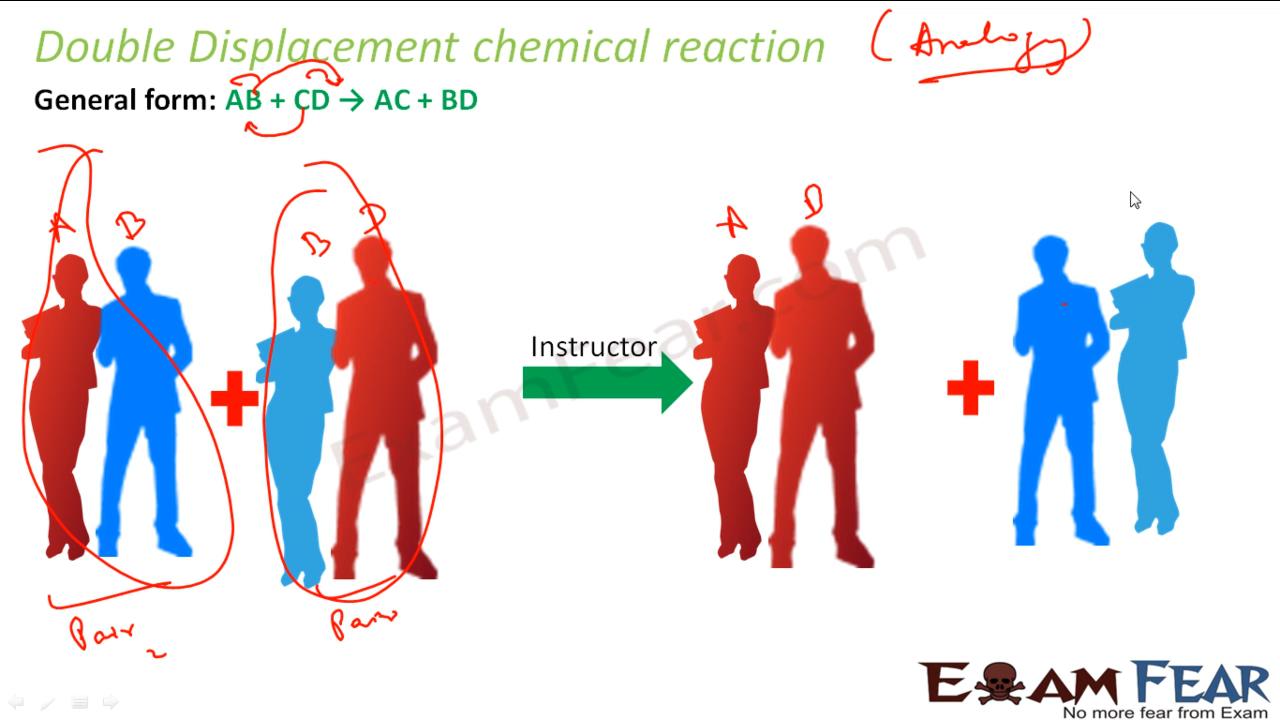 Double Displacement chemical reaction (Analogy)
General form: AB + CD → AC + BD
A B B D A D
Instructor
ExamFear.com
Pair 2 Pair
EXAM FEAR
No more fear from Exam